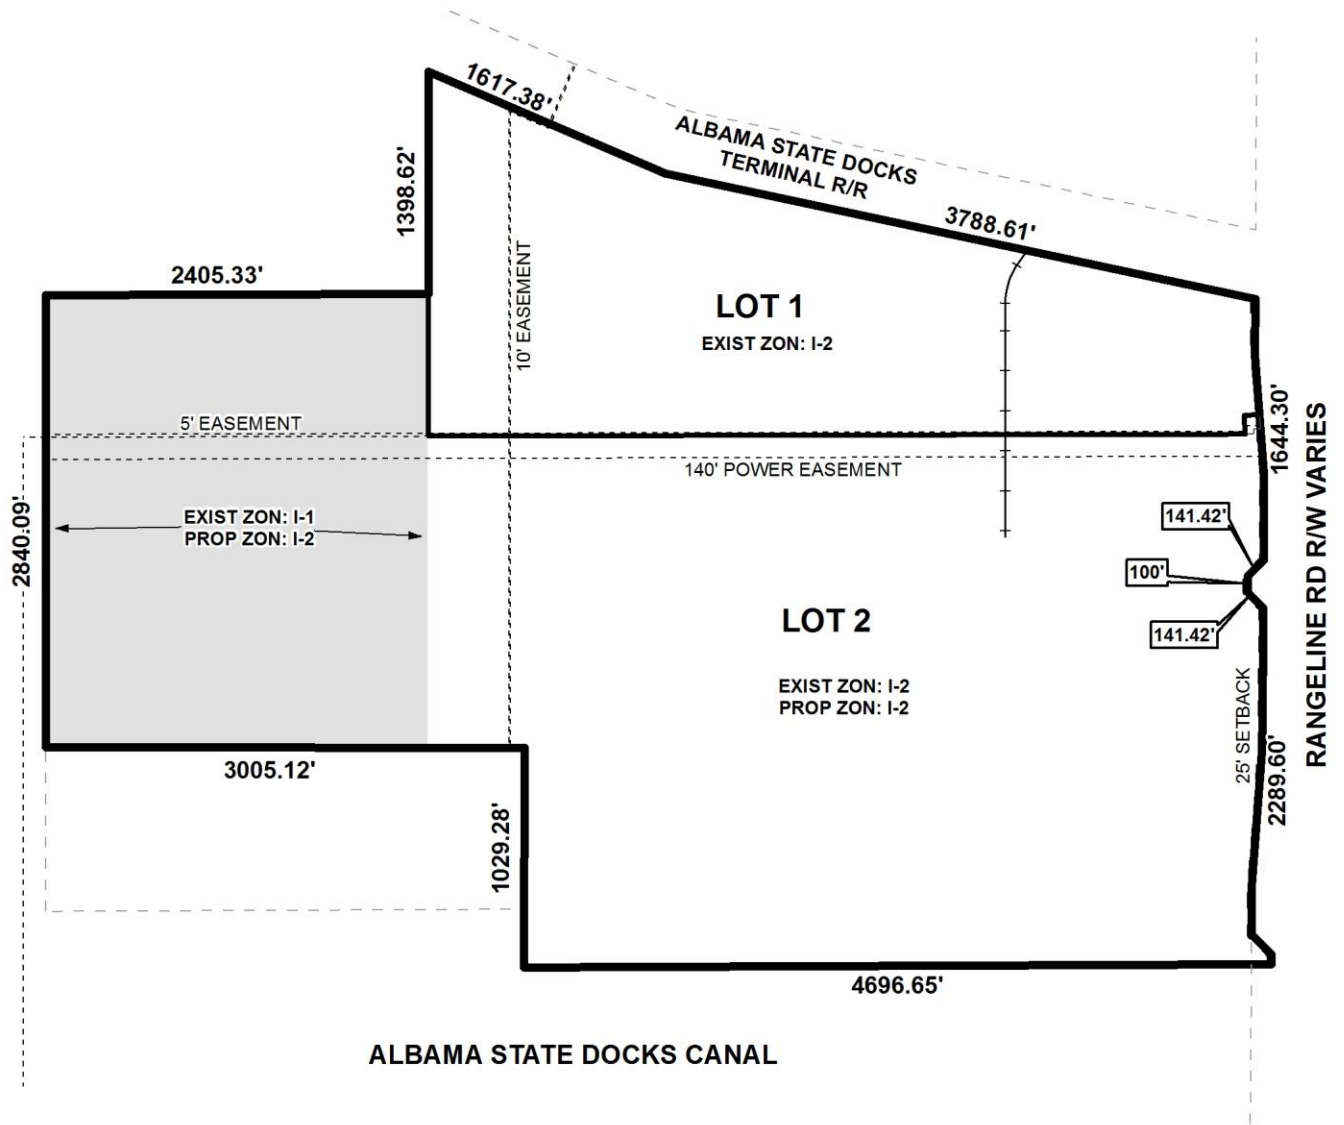 1617.38'
ALBAMA STATE DOCKS
TERMINAL R/R
1398.62'
3788.61'
2405.33'
10' EASEMENT
LOT 1
EXIST ZON: I-2
5' EASEMENT
140' POWER EASEMENT
1644.30'
RANGELINE RD R/W VARIES
2840.09'
EXIST ZON: I-1
PROP ZON: I-2
141.42'
100'
141.42'
LOT 2
EXIST ZON: I-2
PROP ZON: I-2
25' SETBACK
2289.60'
3005.12'
1029.28'
4696.65'
ALBAMA STATE DOCKS CANAL